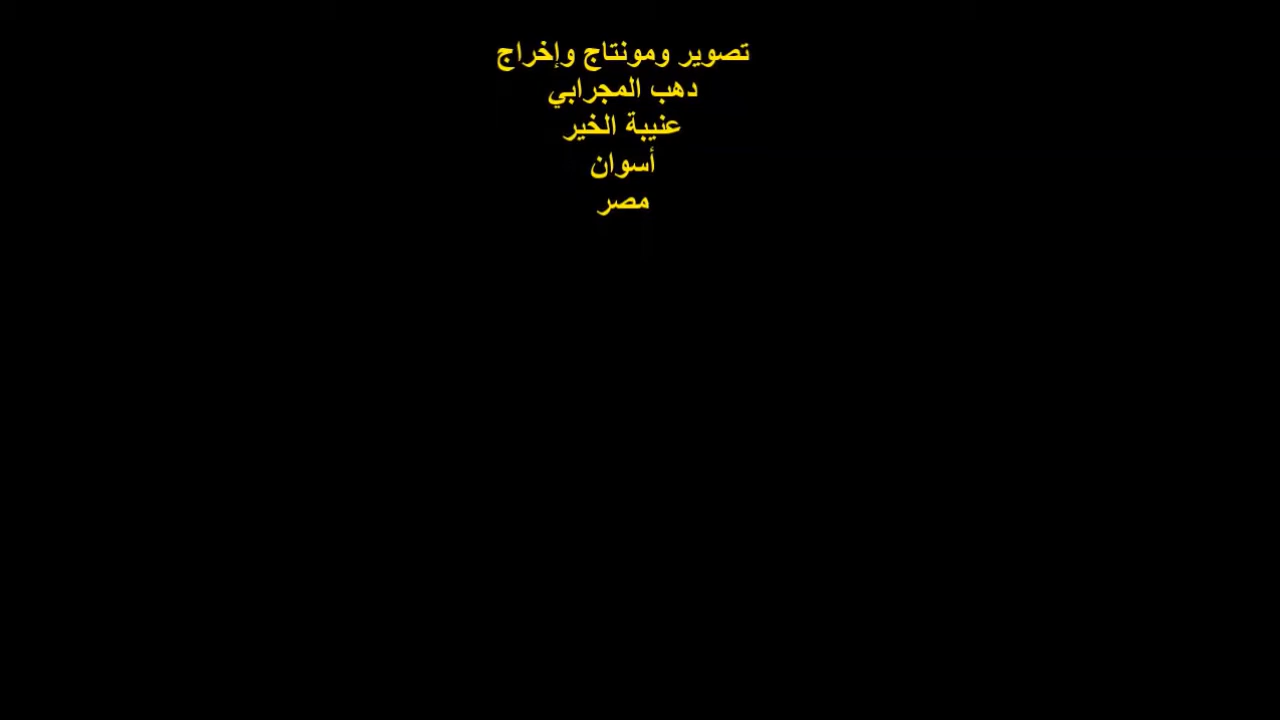 تصوير ومونتاج وإخراج
دهب المجرابي
عنيبة الخير
أسوان
مصر